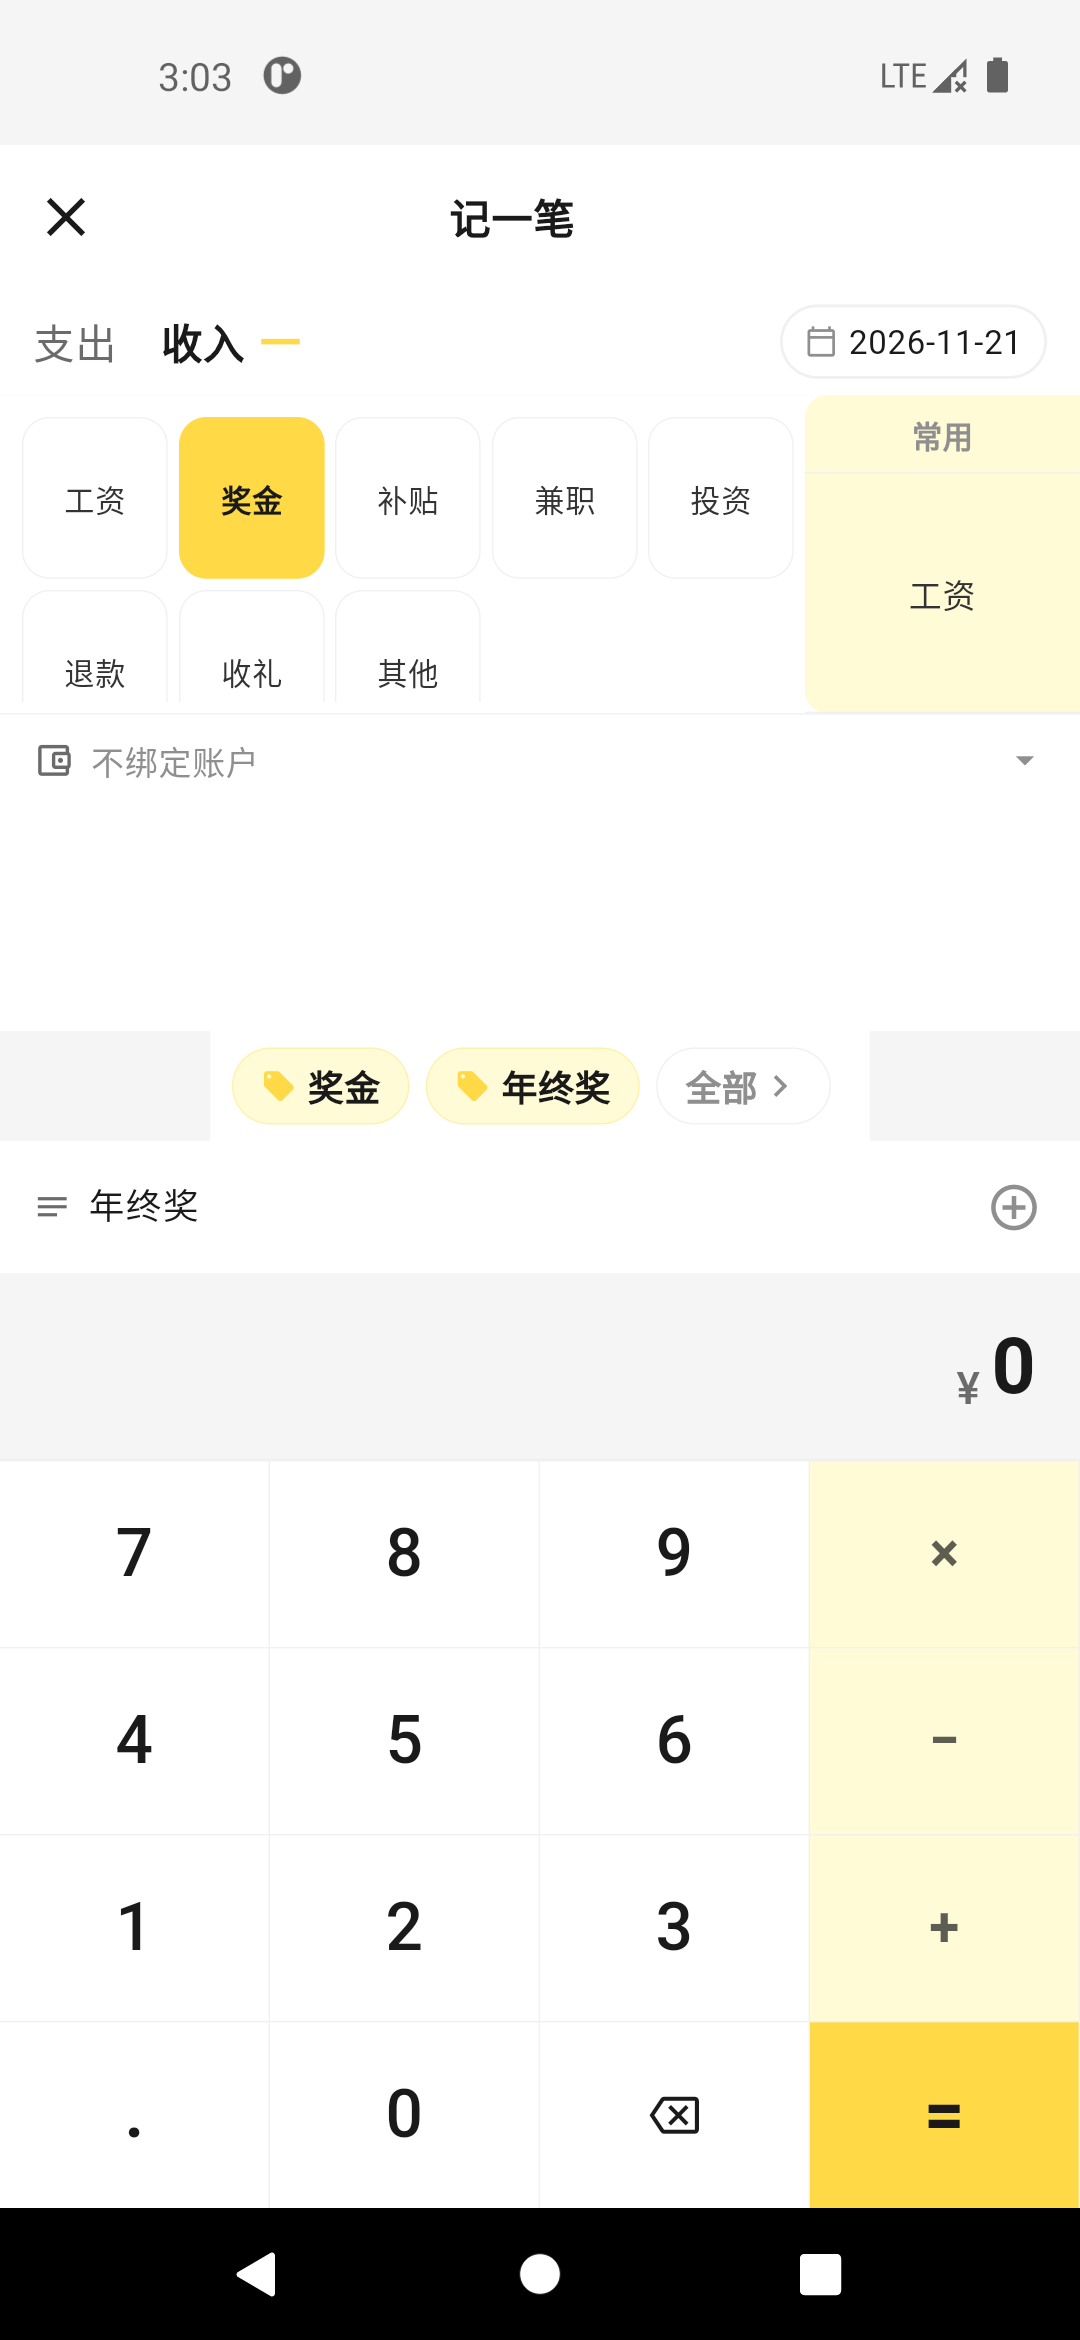 3:03
LTE
记一笔
支出 收入
2026-11-21
工资 奖金 补贴 兼职 投资
常用
工资
退款 收礼 其他
不绑定账户
奖金 年终奖 全部
年终奖
¥ 0
7 8 9 ×
4 5 6 −
1 2 3 +
. 0 =